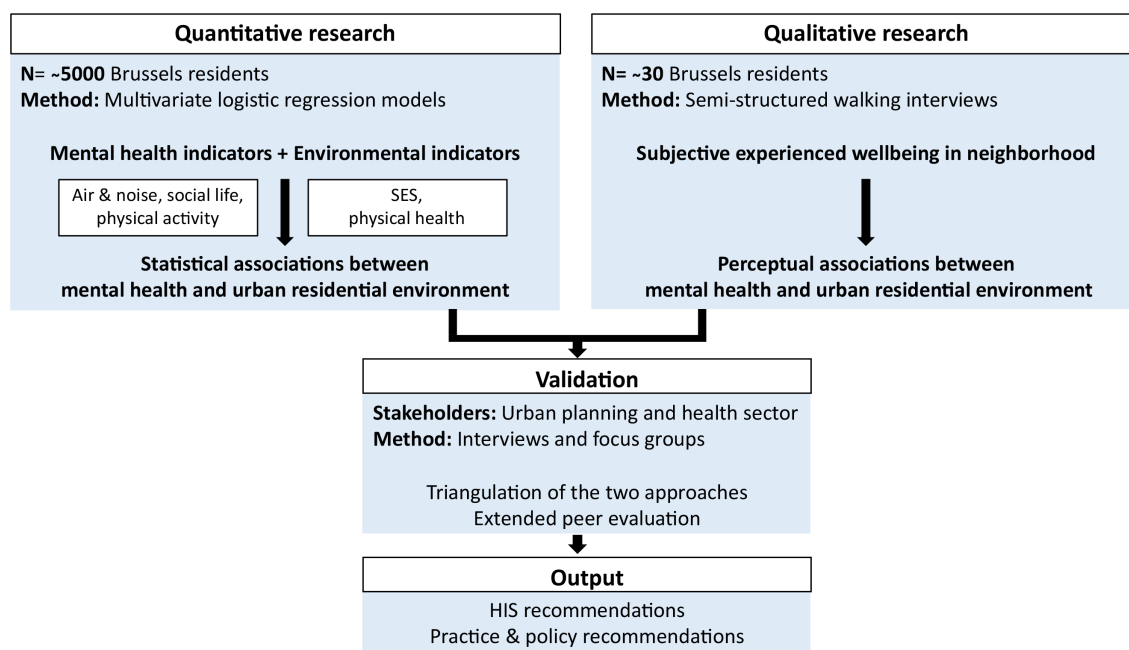 Quantitative research
N= ~5000 Brussels residents
Method: Multivariate logistic regression models
Mental health indicators + Environmental indicators
Air & noise, social life,
physical activity
SES,
physical health
Statistical associations between
mental health and urban residential environment
Qualitative research
N= ~30 Brussels residents
Method: Semi-structured walking interviews
Subjective experienced wellbeing in neighborhood
Perceptual associations between
mental health and urban residential environment
Validation
Stakeholders: Urban planning and health sector
Method: Interviews and focus groups
Triangulation of the two approaches
Extended peer evaluation
Output
HIS recommendations
Practice & policy recommendations